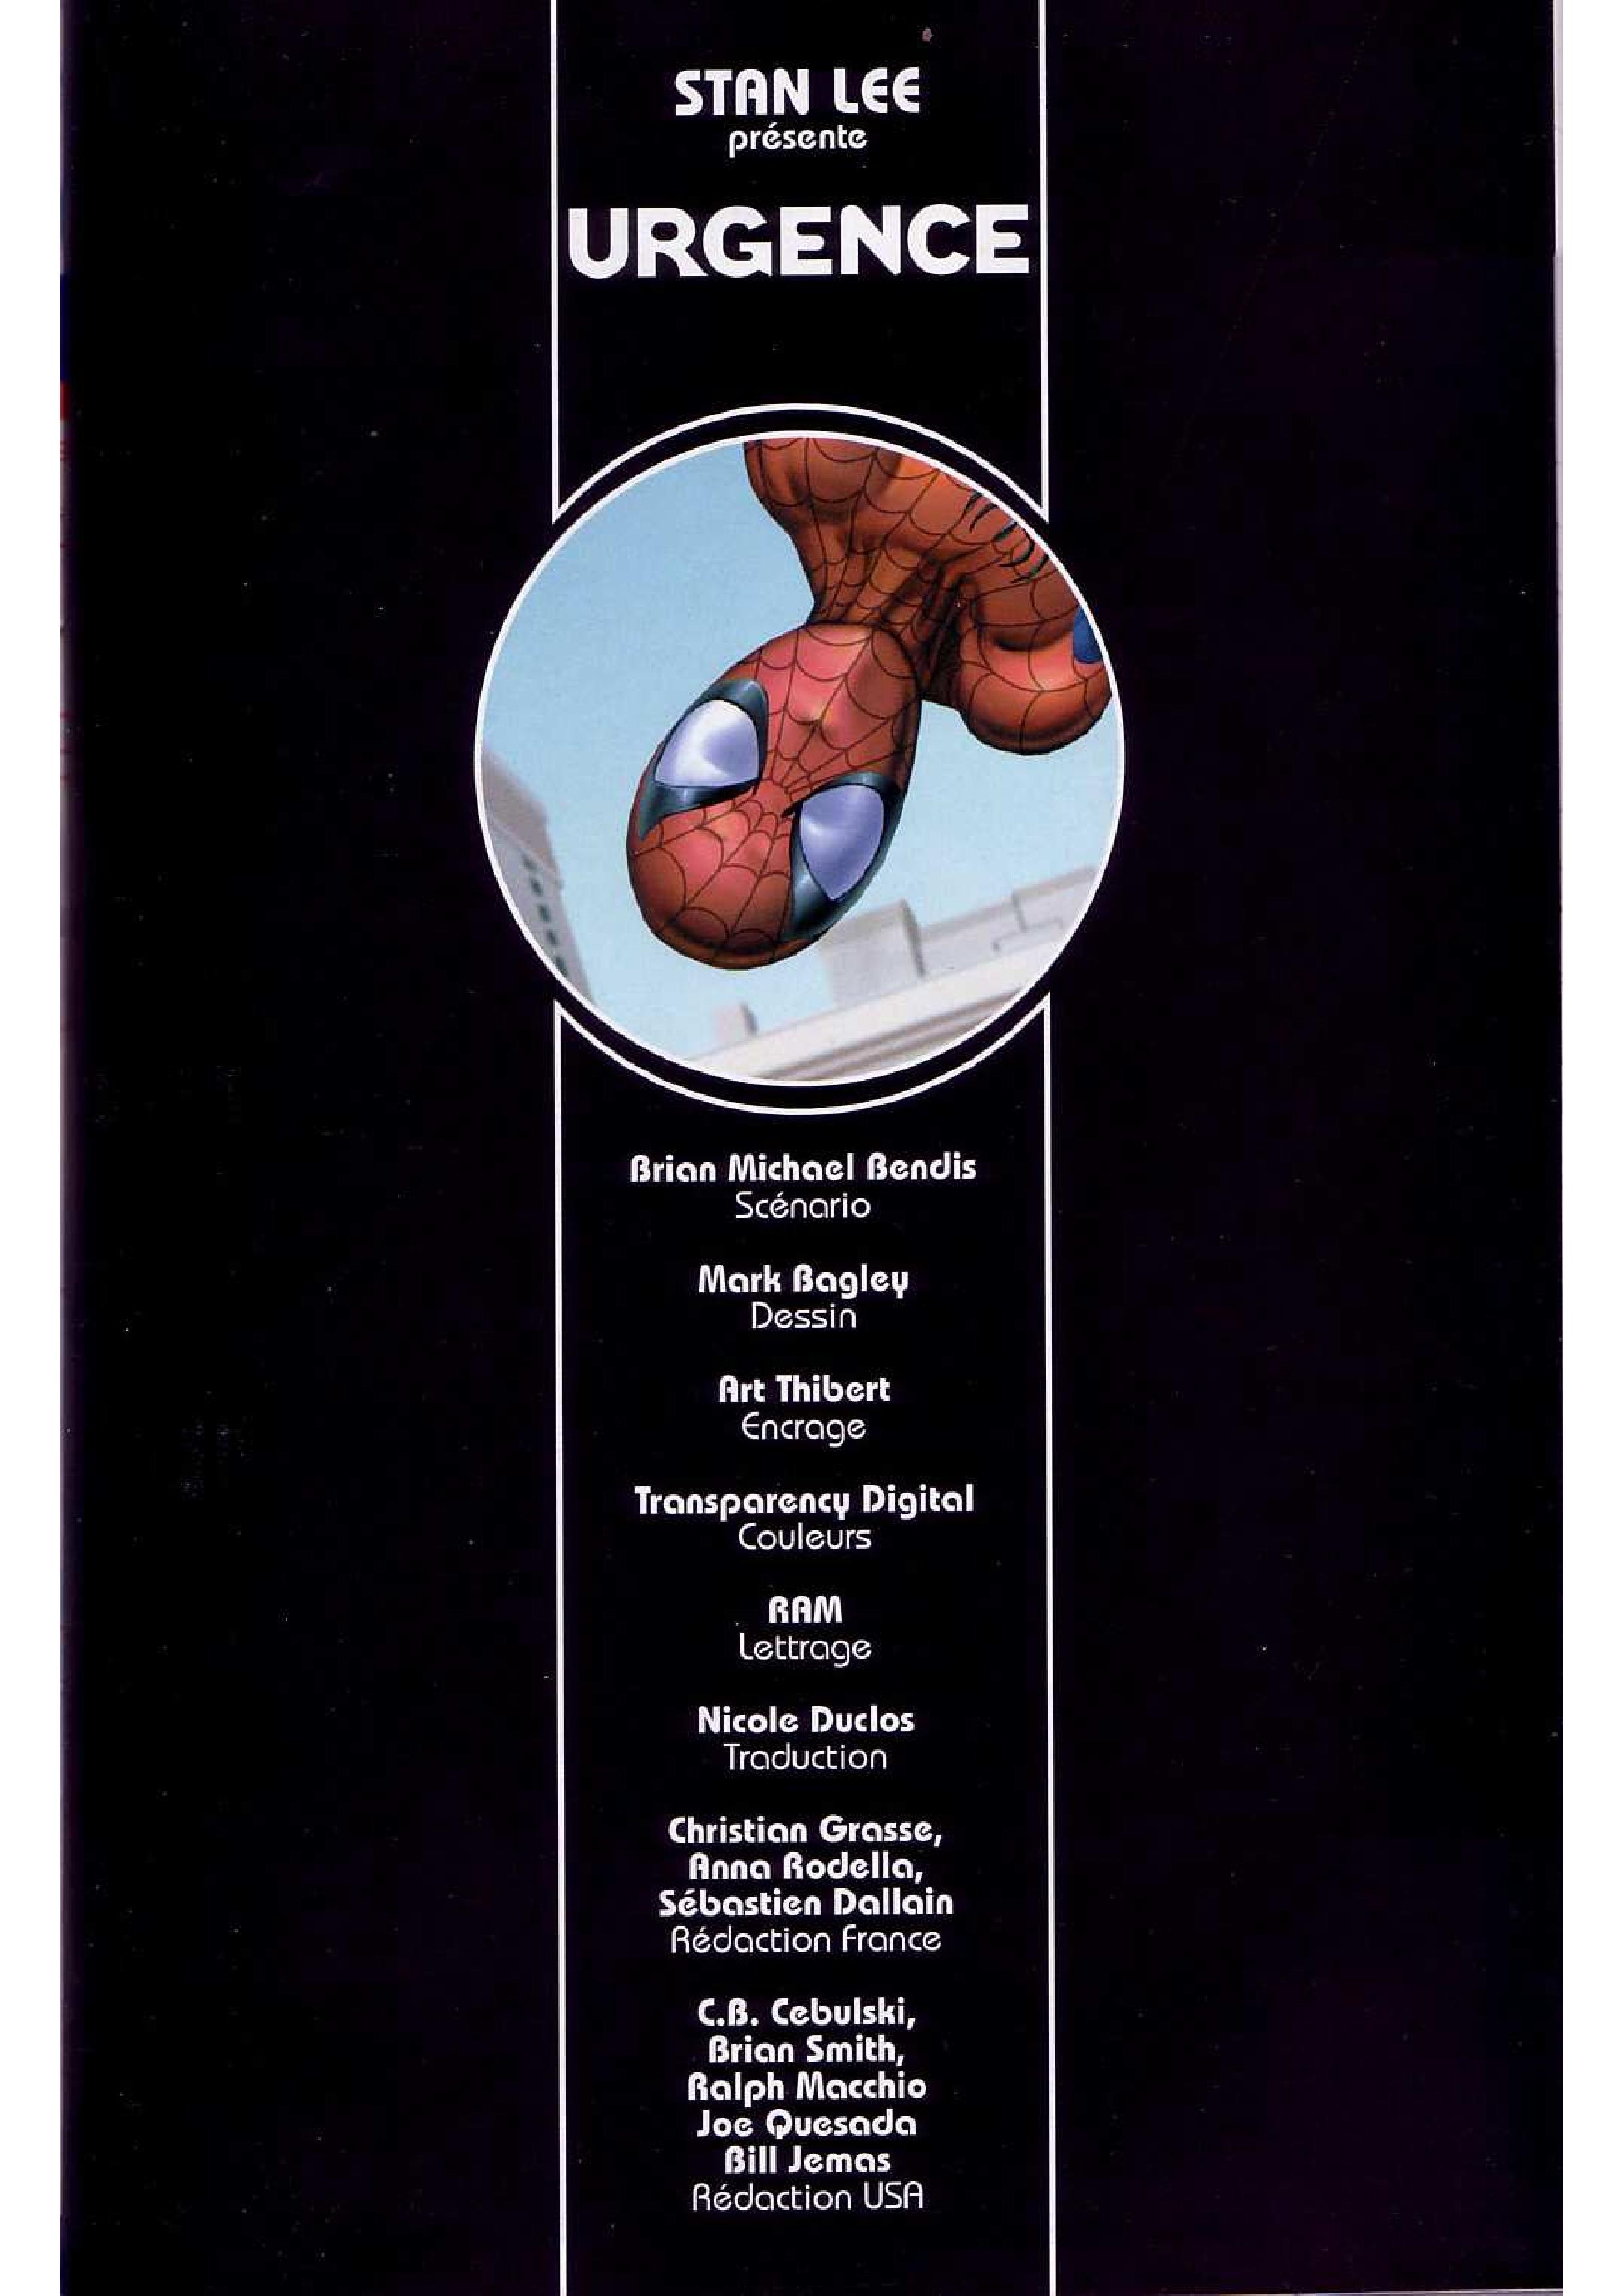 STAN LEE
présente
URGENCE
Brian Michael Bendis
Scénario
Mark Bagley
Dessin
Art Thibert
Encrage
Transparency Digital
Couleurs
RAM
Lettrage
Nicole Duclos
Traduction
Christian Grasse,
Anna Rodella,
Sébastien Dallain
Rédaction France
C.B. Cebulski,
Brian Smith,
Ralph Macchio
Joe Quesada
Bill Jemas
Rédaction USA